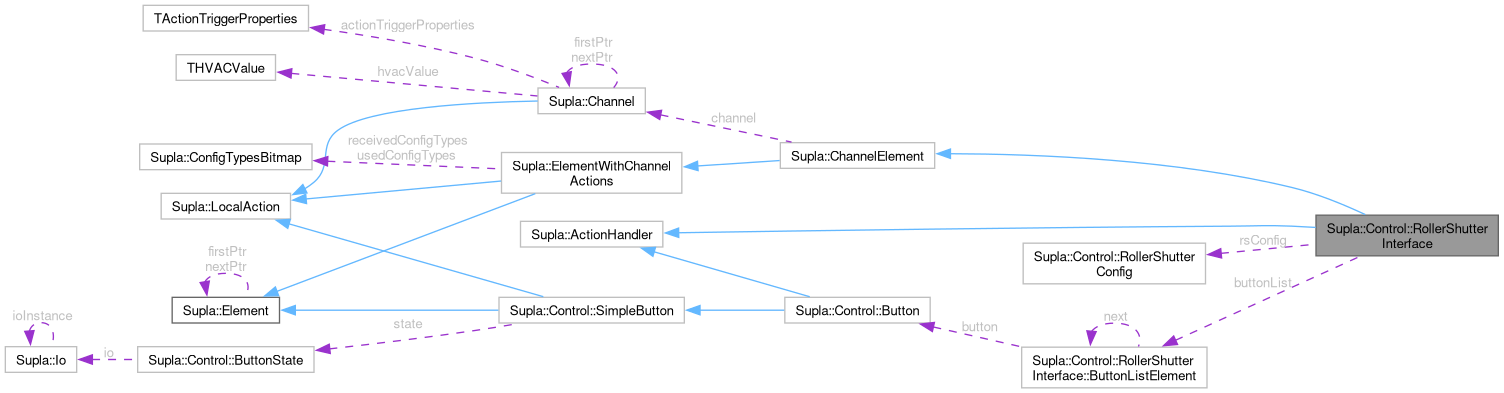 TActionTriggerProperties
actionTriggerProperties
firstPtr
nextPtr
THVACValue
hvacValue
Supla::Channel
channel
receivedConfigTypes
usedConfigTypes
Supla::ConfigTypesBitmap
Supla::ElementWithChannel
Actions
Supla::ChannelElement
Supla::LocalAction
Supla::ActionHandler
Supla::Control::RollerShutter
Interface
rsConfig
Supla::Control::RollerShutter
Config
firstPtr
nextPtr
buttonList
Supla::Element
Supla::Control::SimpleButton
Supla::Control::Button
ioInstance
state
button
next
Supla::Io
io
Supla::Control::ButtonState
Supla::Control::RollerShutter
Interface::ButtonListElement